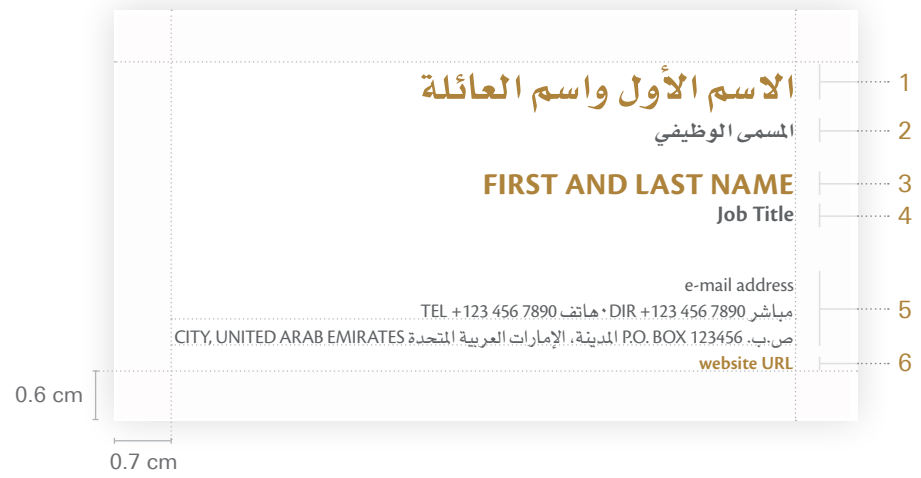 الاسم الأول واسم العائلة
1
المسمى الوظيفي
2
FIRST AND LAST NAME
3
Job Title
4
e-mail address
TEL +123 456 7890 هاتف • DIR +123 456 7890 مباشر
5
CITY, UNITED ARAB EMIRATES المدينة، الإمارات العربية المتحدة P.O. BOX 123456 ص.ب.
website URL
6
0.6 cm
0.7 cm